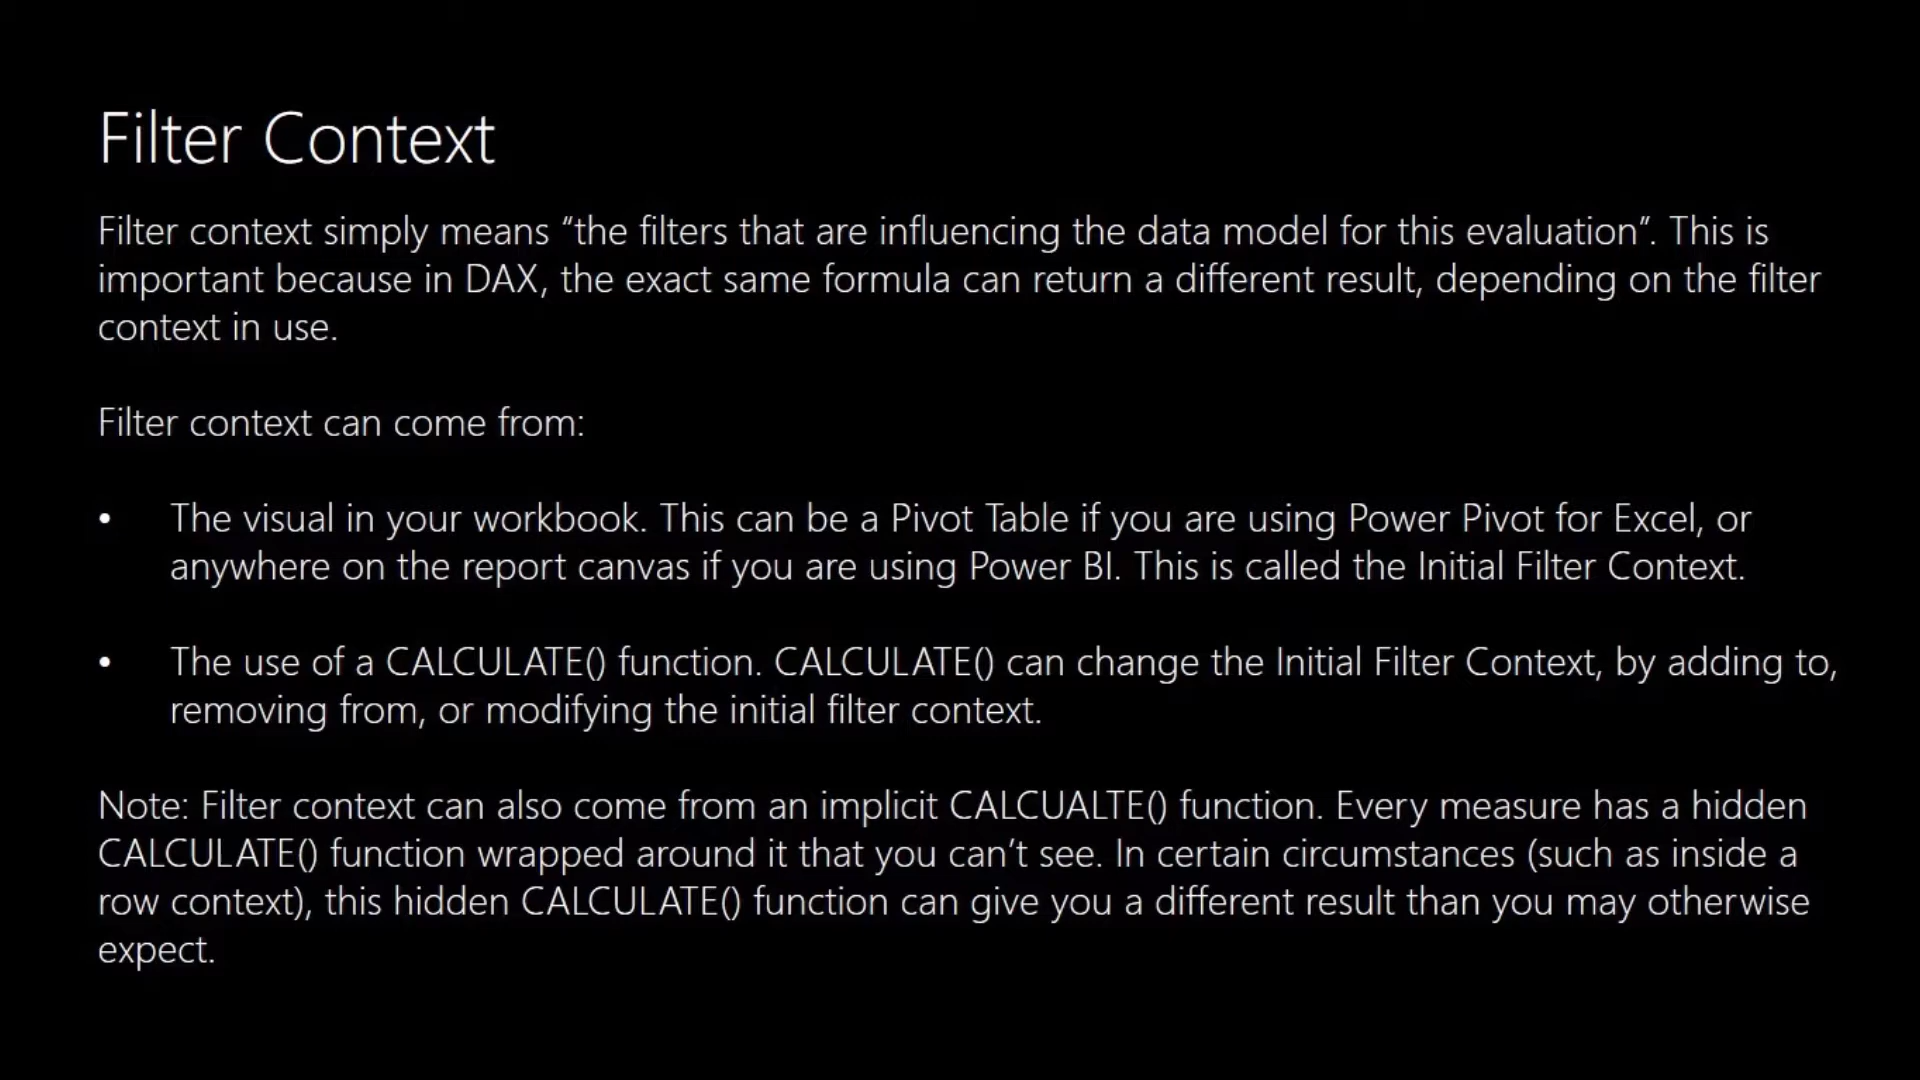 Filter Context
Filter context simply means “the filters that are influencing the data model for this evaluation”. This is
important because in DAX, the exact same formula can return a different result, depending on the filter
context in use.
Filter context can come from:
• The visual in your workbook. This can be a Pivot Table if you are using Power Pivot for Excel, or
anywhere on the report canvas if you are using Power BI. This is called the Initial Filter Context.
• The use of a CALCULATE() function. CALCULATE() can change the Initial Filter Context, by adding to,
removing from, or modifying the initial filter context.
Note: Filter context can also come from an implicit CALCUALTE() function. Every measure has a hidden
CALCULATE() function wrapped around it that you can’t see. In certain circumstances (such as inside a
row context), this hidden CALCULATE() function can give you a different result than you may otherwise
expect.